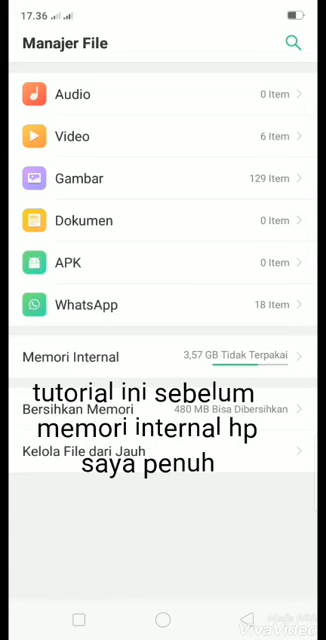 17.36
Manajer File
Audio 0 Item
Video 6 Item
Gambar 129 Item
Dokumen 0 Item
APK 0 Item
WhatsApp 18 Item
Memori Internal 3,57 GB Tidak Terpakai
tutorial ini sebelum
Bersihkan Memori 480 MB Bisa Dibersihkan
memori internal hp
Kelola File dari Jauh
saya penuh
VivaVideo